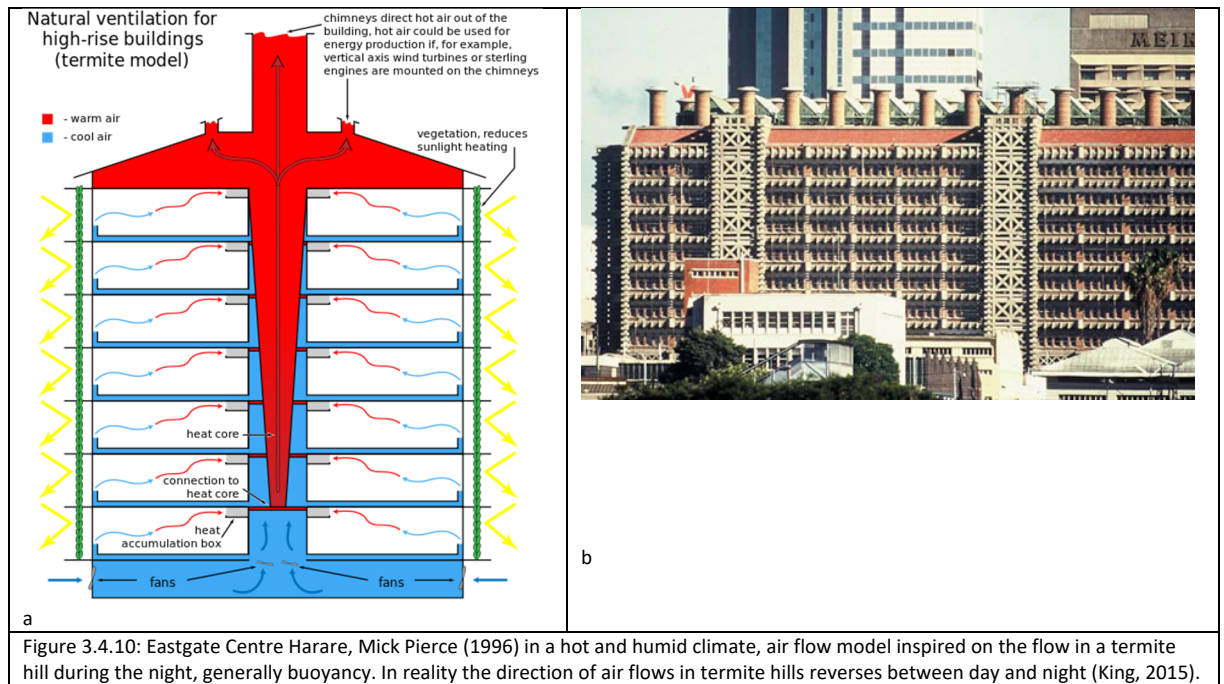 Natural ventilation for
high-rise buildings
(termite model)
- warm air
- cool air
chimneys direct hot air out of the
building, hot air could be used for
energy production if, for example,
vertical axis wind turbines or sterling
engines are mounted on the chimneys
vegetation, reduces
sunlight heating
heat core
connection to
heat core
heat
accumulation box
fans
fans
a
MEIK
b
Figure 3.4.10: Eastgate Centre Harare, Mick Pierce (1996) in a hot and humid climate, air flow model inspired on the flow in a termite
hill during the night, generally buoyancy. In reality the direction of air flows in termite hills reverses between day and night (King, 2015).